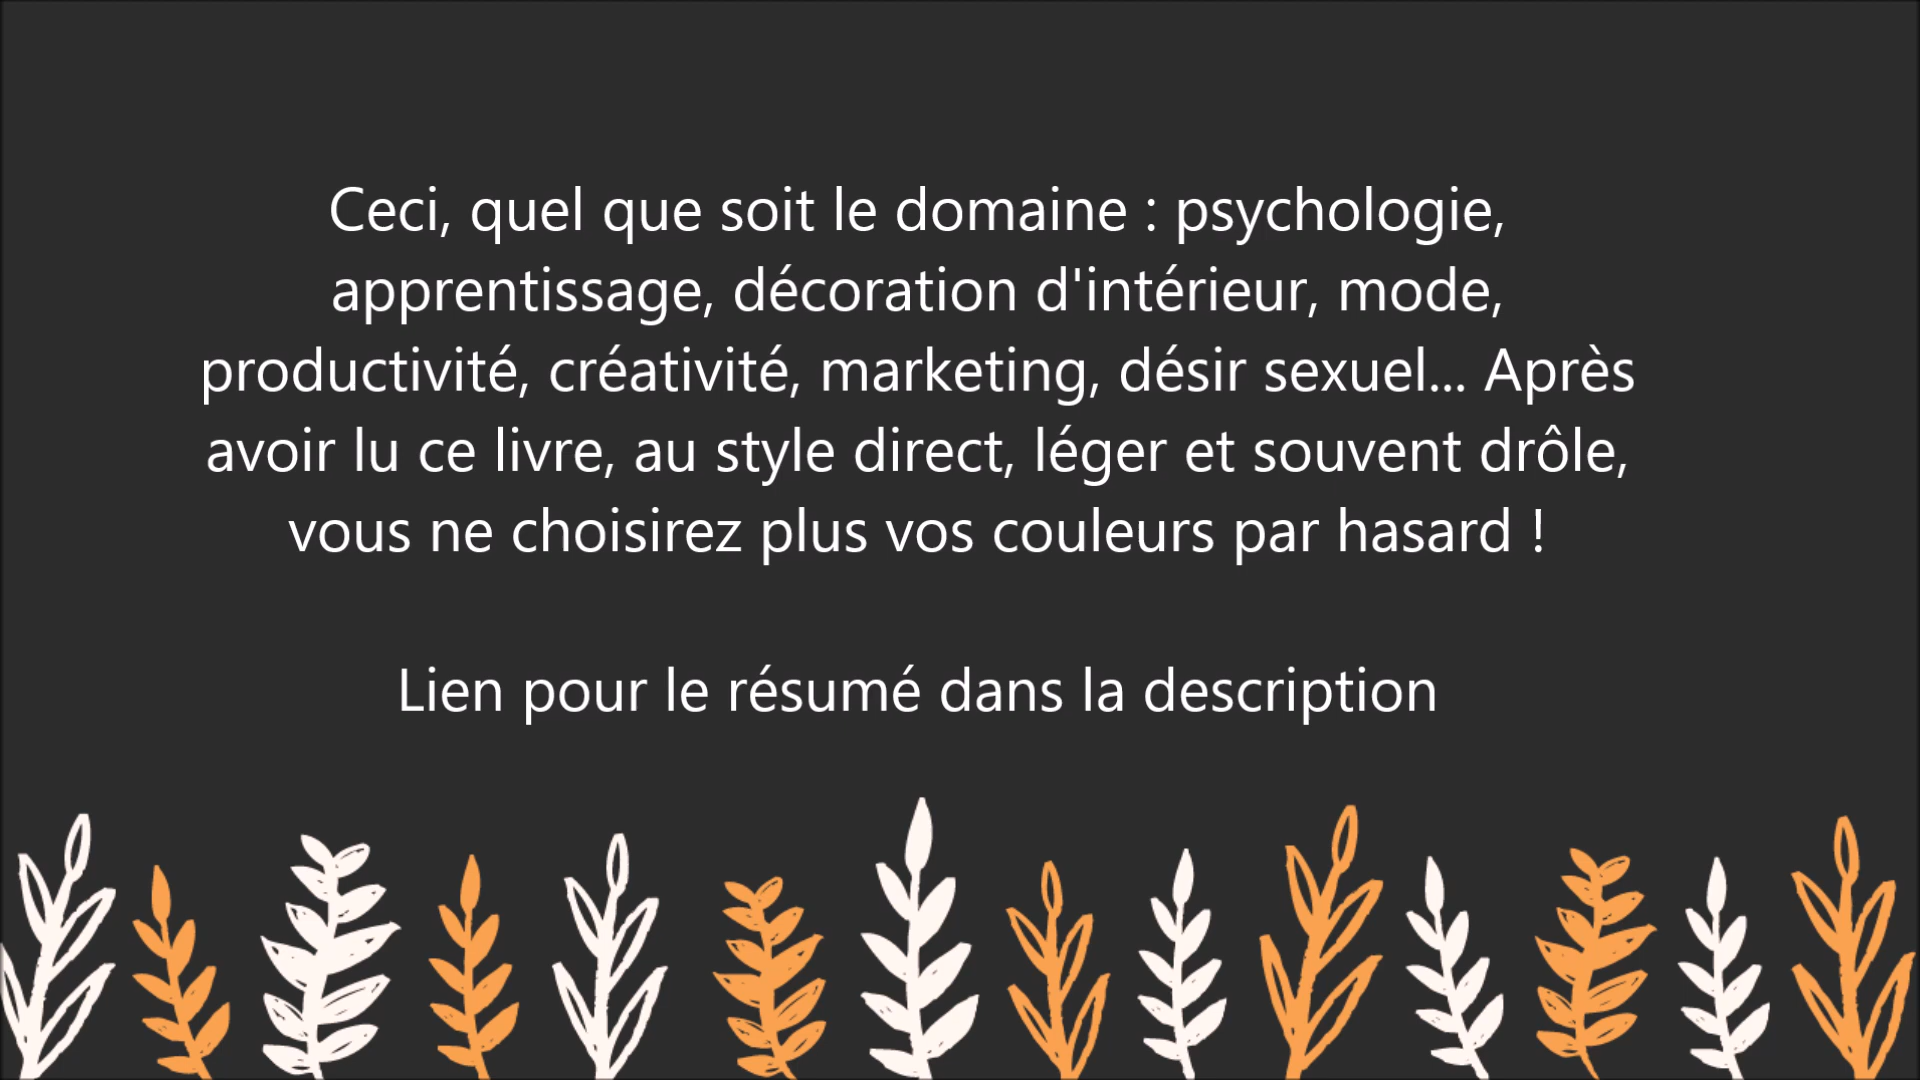 Ceci, quel que soit le domaine : psychologie,
apprentissage, décoration d'intérieur, mode,
productivité, créativité, marketing, désir sexuel... Après
avoir lu ce livre, au style direct, léger et souvent drôle,
vous ne choisirez plus vos couleurs par hasard !
Lien pour le résumé dans la description